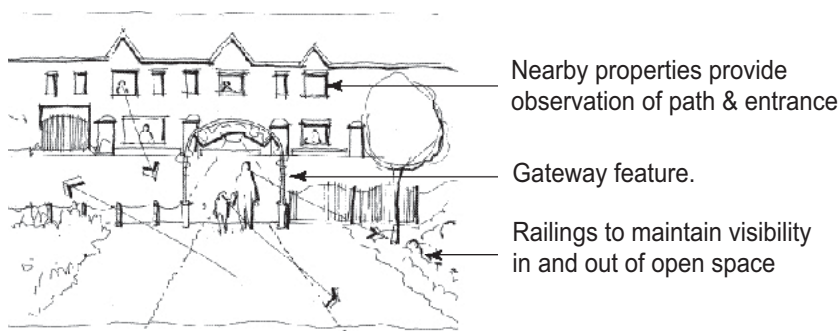 Nearby properties provide
observation of path & entrance
Gateway feature.
Railings to maintain visibility
in and out of open space